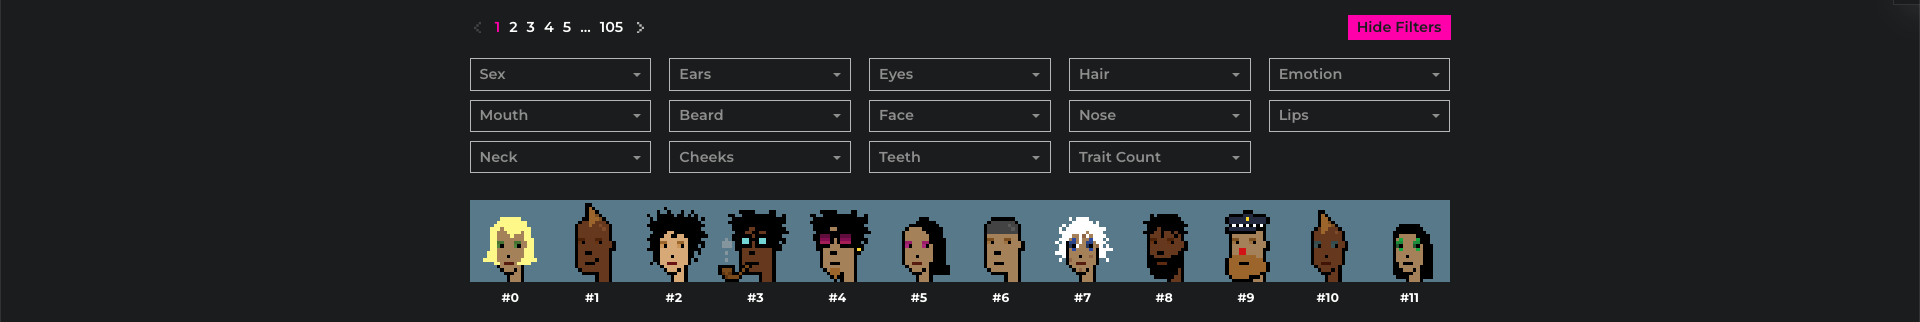 < 1 2 3 4 5 ... 105 > Hide Filters
Sex Ears Eyes Hair Emotion
Mouth Beard Face Nose Lips
Neck Cheeks Teeth Trait Count
#0 #1 #2 #3 #4 #5 #6 #7 #8 #9 #10 #11